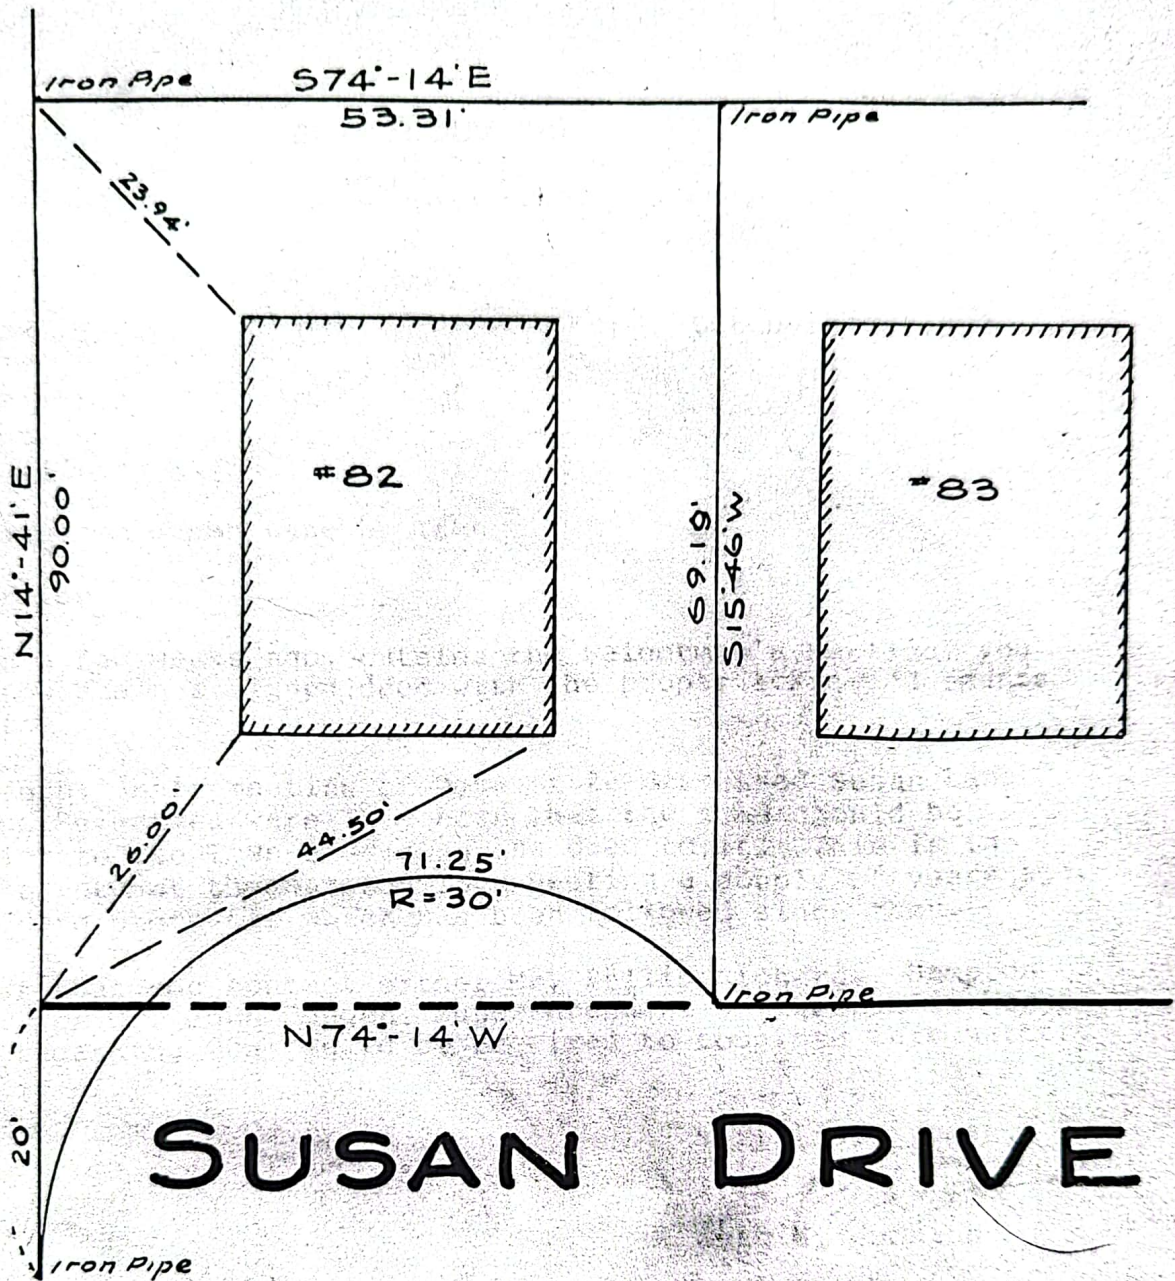 Iron Pipe
S74°-14'E
53.31'
Iron Pipe
23.94'
#82
#83
N14°-41'E
90.00'
69.19'
S15°46'W
26.00'
44.50'
71.25'
R=30'
Iron Pipe
N74°-14'W
20'
SUSAN DRIVE
Iron Pipe